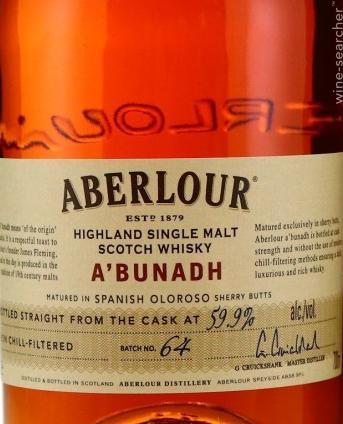 wine-searcher™
ABERLOUR®
ESTD 1879
HIGHLAND SINGLE MALT
SCOTCH WHISKY
A'BUNADH
MATURED IN SPANISH OLOROSO SHERRY BUTTS
means 'of the origin'
It is a respectful toast to
founder James Fleming,
day is produced in the
of 19th century malts
Matured exclusively in sherry butts,
Aberlour a'bunadh is bottled at cask
strength and without the use of modern
chill-filtering methods ensuring a
luxurious and rich whisky.
STRAIGHT FROM THE CASK AT 59.9% alc/vol.
CHILL-FILTERED
BATCH NO. 64
G CRUICKSHANK MASTER DISTILLER
DISTILLED & BOTTLED IN SCOTLAND ABERLOUR DISTILLERY ABERLOUR SPEYSIDE AB38 9PJ.